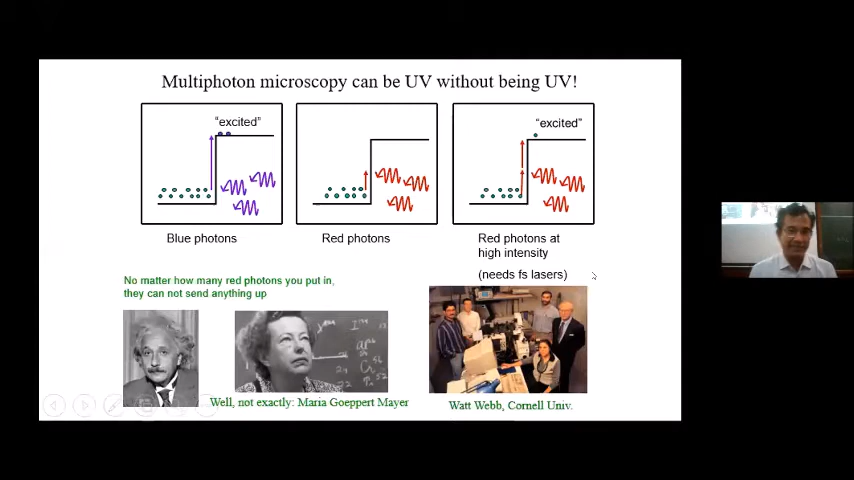 Multiphoton microscopy can be UV without being UV!
"excited"
"excited"
Blue photons
Red photons
Red photons at
high intensity
(needs fs lasers)
No matter how many red photons you put in,
they can not send anything up
Well, not exactly: Maria Goeppert Mayer
Watt Webb, Cornell Univ.